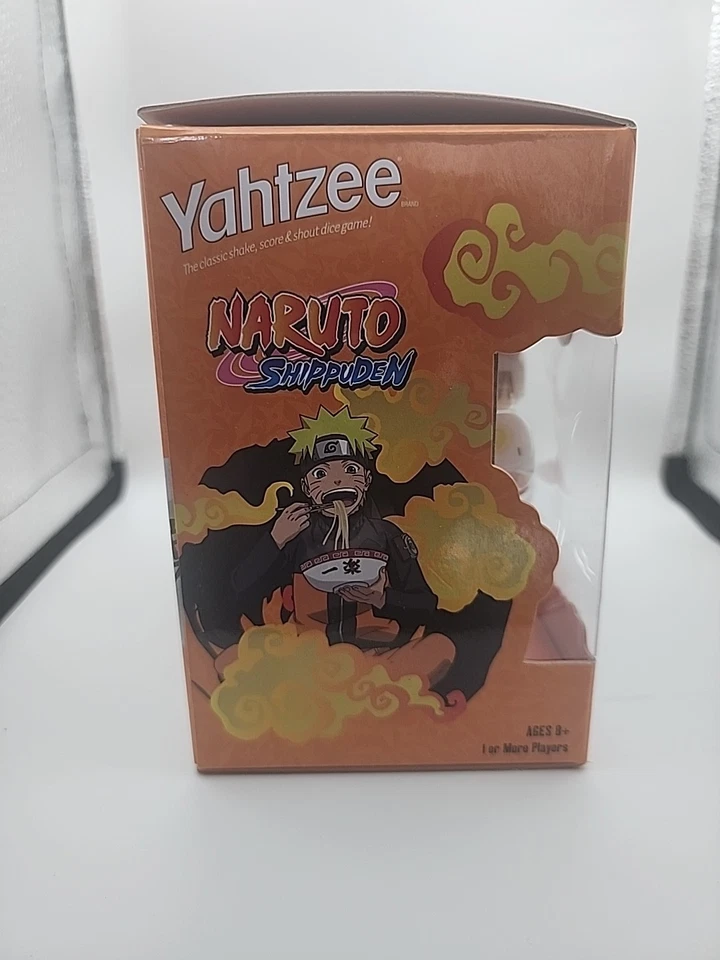 Yahtzee
BRAND
The classic shake, score & shout dice game!
NARUTO
SHIPPUDEN
一楽
AGES 8+
1 or More Players